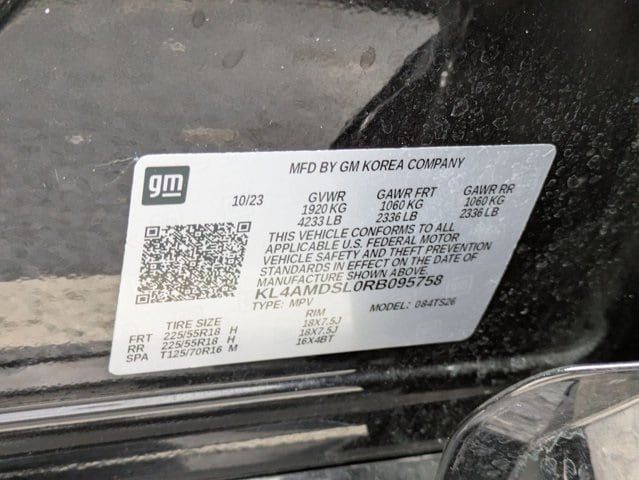 gm
MFD BY GM KOREA COMPANY
10/23 GVWR GAWR FRT GAWR RR
1920 KG 1060 KG 1060 KG
4233 LB 2336 LB 2336 LB
THIS VEHICLE CONFORMS TO ALL
APPLICABLE U.S. FEDERAL MOTOR
VEHICLE SAFETY AND THEFT PREVENTION
STANDARDS IN EFFECT ON THE DATE OF
MANUFACTURE SHOWN ABOVE.
KL4AMDSL0RB095758
TYPE: MPV MODEL: 084TS26
TIRE SIZE RIM
FRT 225/55R18 H 18X7.5J
RR 225/55R18 H 18X7.5J
SPA T125/70R16 M 16X4BT